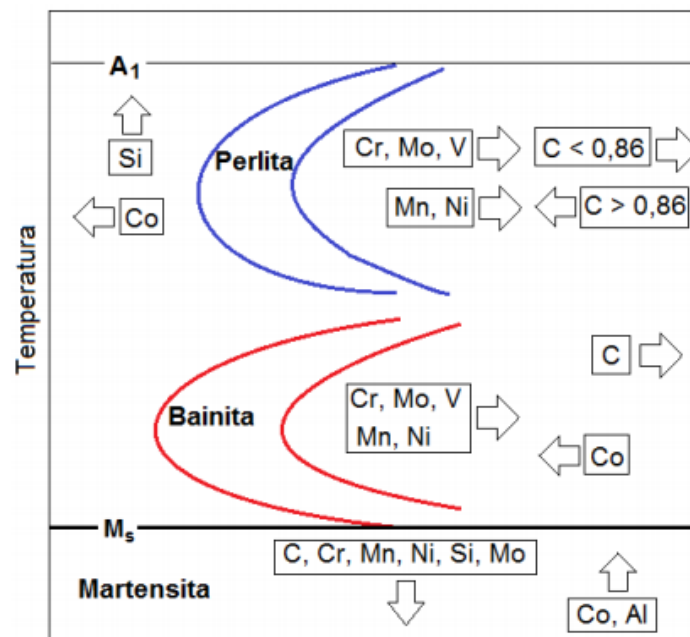 A1
Si
Perlita
Cr, Mo, V
C < 0,86
Co
Mn, Ni
C > 0,86
Temperatura
C
Bainita
Cr, Mo, V
Mn, Ni
Co
Ms
C, Cr, Mn, Ni, Si, Mo
Martensita
Co, Al